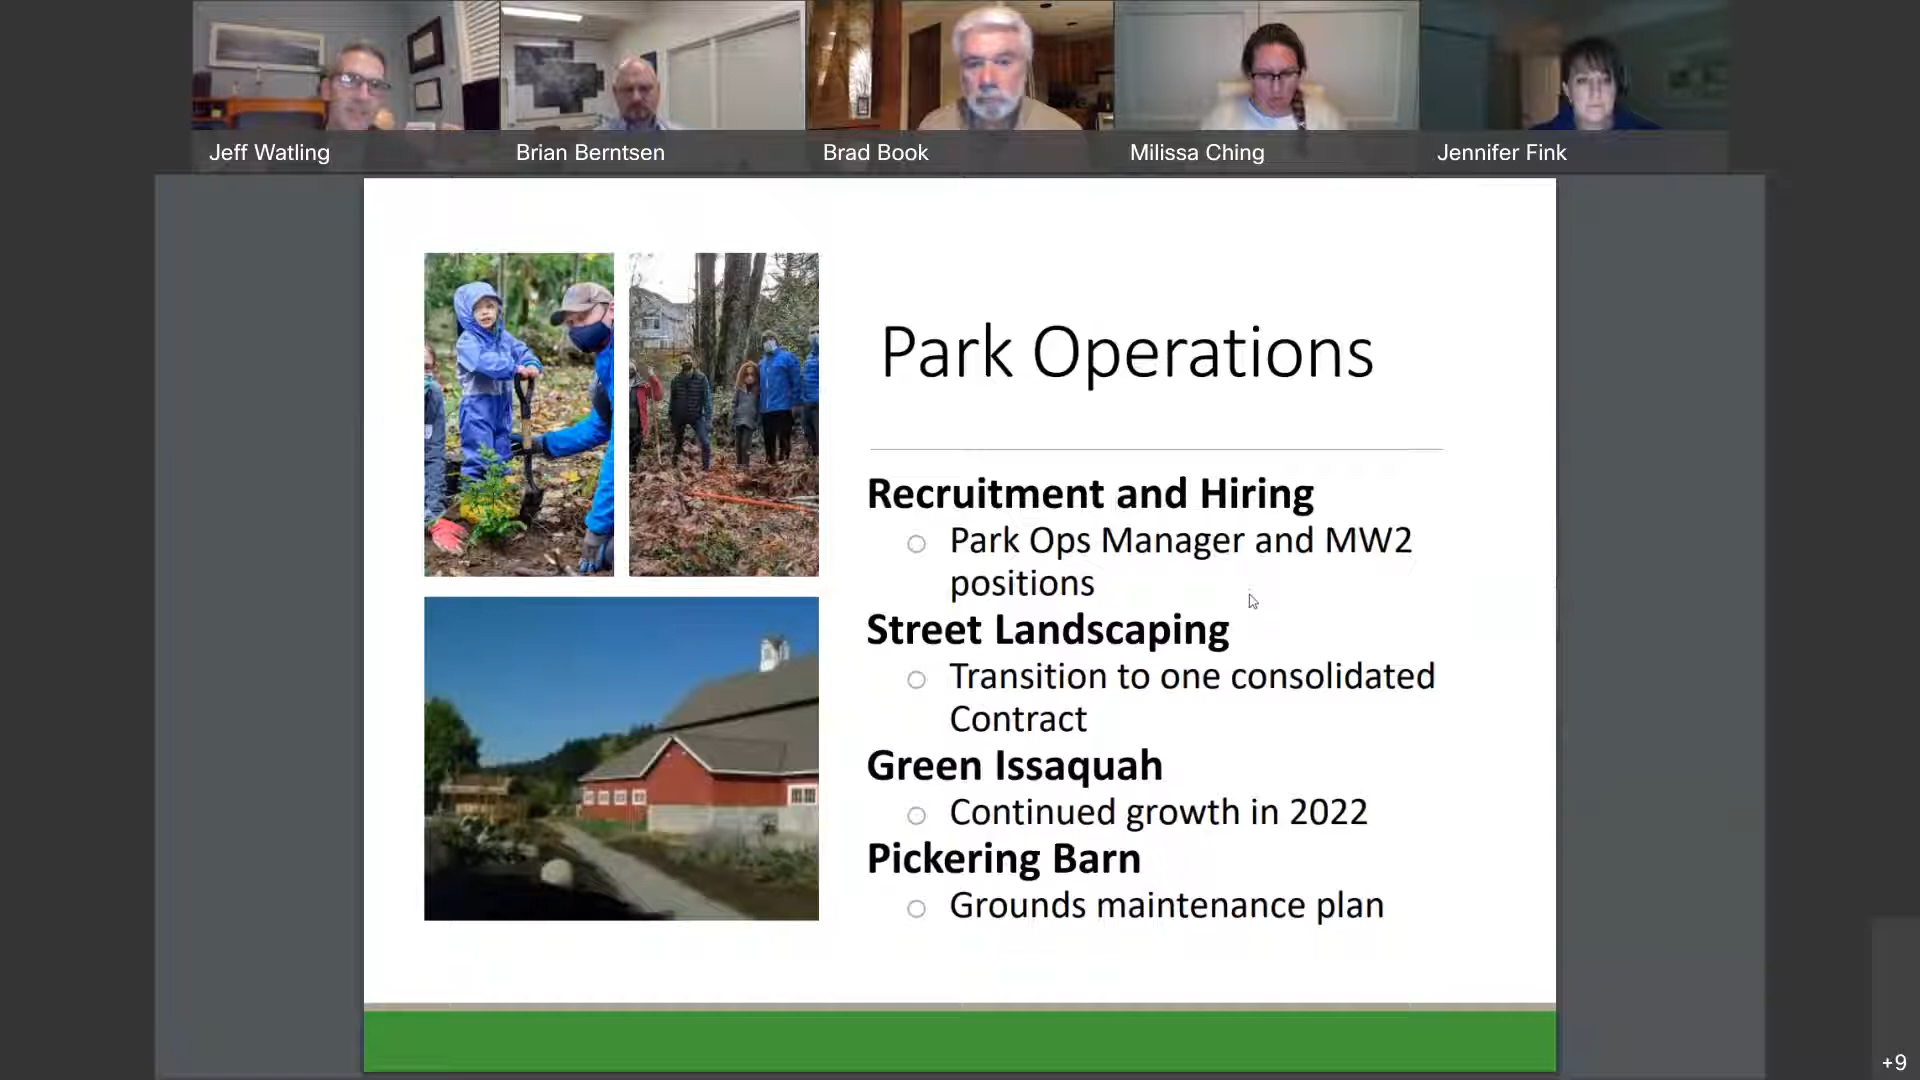 Jeff Watling
Brian Berntsen
Brad Book
Milissa Ching
Jennifer Fink
Park Operations
Recruitment and Hiring
Park Ops Manager and MW2
positions
Street Landscaping
Transition to one consolidated
Contract
Green Issaquah
Continued growth in 2022
Pickering Barn
Grounds maintenance plan
+9